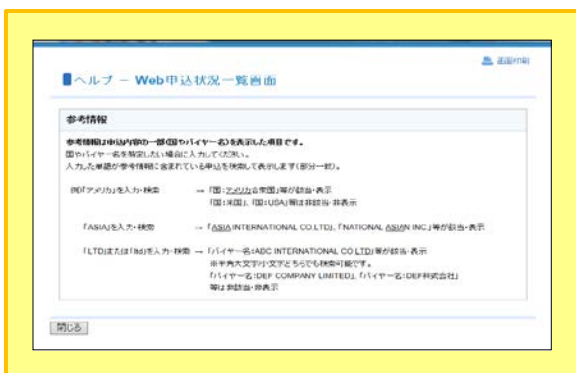 画面印刷
ヘルプ － Web申込状況一覧画面
参考情報
参考情報は申込内容の一部(国やバイヤー名)を表示した項目です。
国やバイヤー名を特定したい場合に入力してください。
入力した単語が参考情報に含まれている申込を検索して表示します(部分一致)。
例)「アメリカ」を入力・検索 → 「国：アメリカ合衆国」等が該当・表示
「国：米国」、「国：USA」等は非該当・非表示
「ASIA」を入力・検索 → 「ASIA INTERNATIONAL CO LTD」、「NATIONAL ASIAN INC.」等が該当・表示
「LTD」または「ltd」を入力・検索 → 「バイヤー名：ABC INTERNATIONAL CO LTD」等が該当・表示
※半角大文字小文字どちらでも検索可能です。
「バイヤー名：DEF COMPANY LIMITED」、「バイヤー名：DEF株式会社」
等は非該当・非表示
閉じる